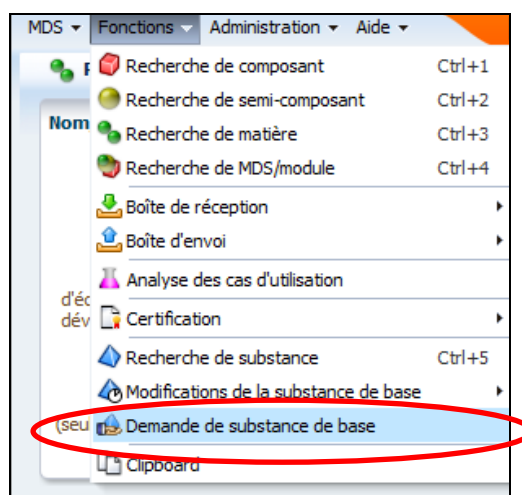 MDS Fonctions Administration Aide
Recherche de composant Ctrl+1
Recherche de semi-composant Ctrl+2
Nom
Recherche de matière Ctrl+3
Recherche de MDS/module Ctrl+4
Boîte de réception
Boîte d'envoi
Analyse des cas d'utilisation
d'éc
dév
Certification
Recherche de substance Ctrl+5
Modifications de la substance de base
(seu
Demande de substance de base
Clipboard